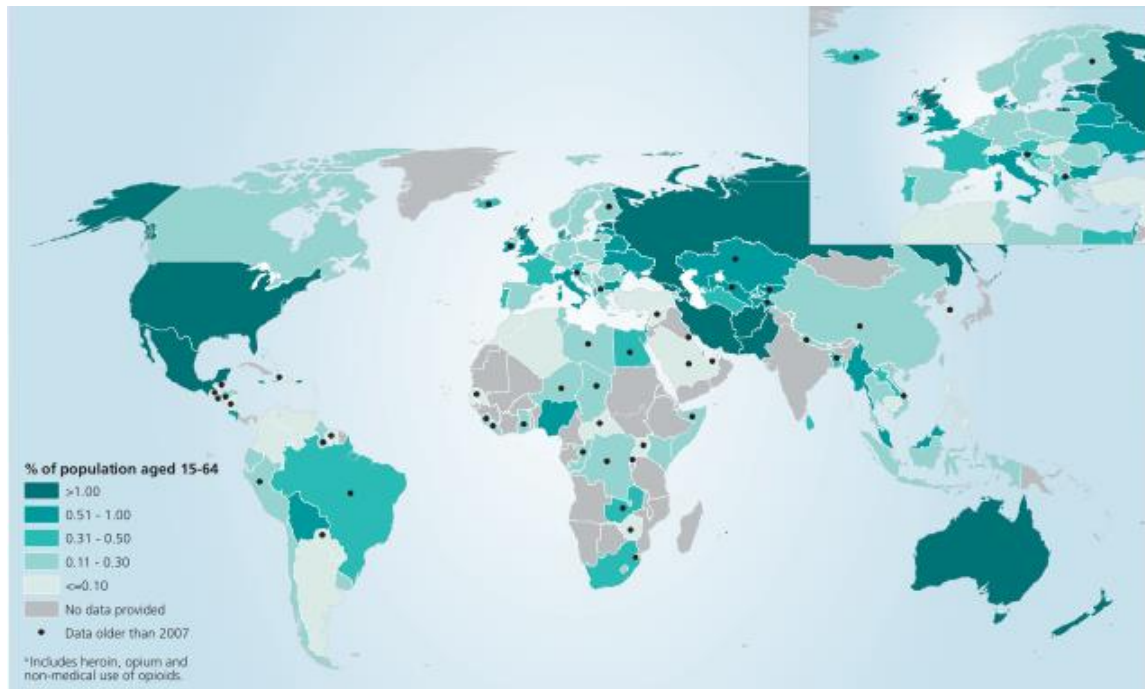 % of population aged 15-64
>1.00
0.51 - 1.00
0.31 - 0.50
0.11 - 0.30
<=0.10
No data provided
Data older than 2007
*Includes heroin, opium and
non-medical use of opioids.